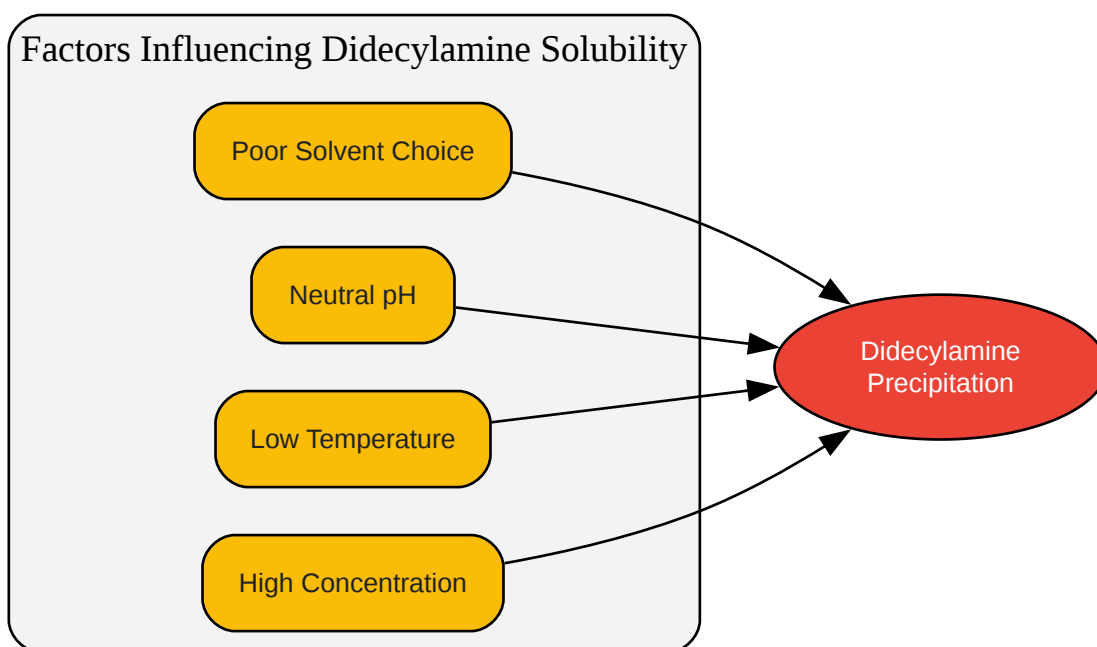 Factors Influencing Didecylamine Solubility
Poor Solvent Choice
Neutral pH
Low Temperature
High Concentration
Didecylamine
Precipitation